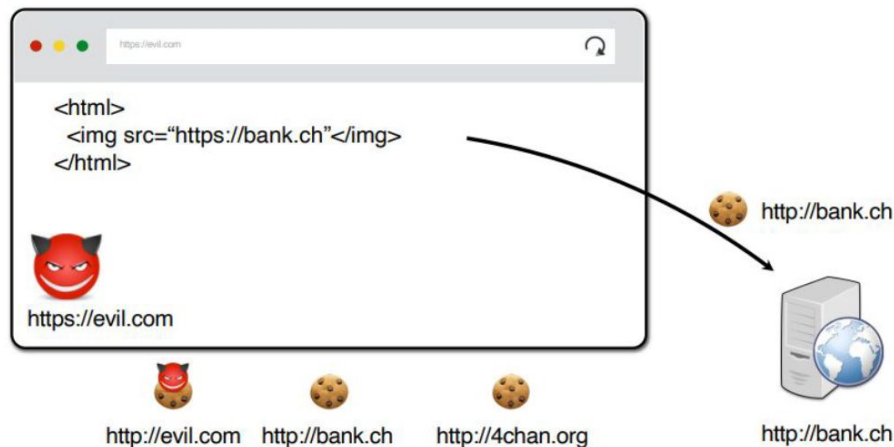 https://evil.com
<html>
<img src=“https://bank.ch”</img>
</html>
http://bank.ch
https://evil.com
http://evil.com
http://bank.ch
http://4chan.org
http://bank.ch